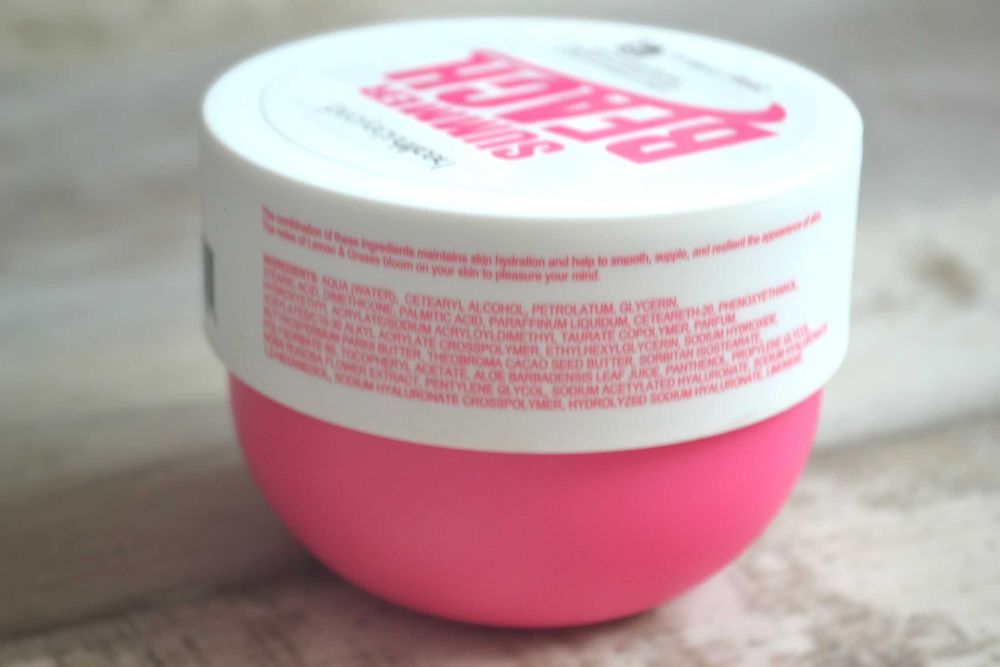 SUMMER
REACH
combination of these ingredients maintains skin hydration and help to smooth, supple, and resilient the appearance of skin
The notes of Lemon & Grass bloom on your skin to pleasure your mind.
INGREDIENTS: AQUA (WATER), CETEARYL ALCOHOL, PETROLATUM, GLYCERIN,
STEARIC ACID, DIMETHICONE, PALMITIC ACID, PARAFFINUM LIQUIDUM, CETEARETH-20, PHENOXYETHANOL,
HYDROXYETHYL ACRYLATE/SODIUM ACRYLOYLDIMETHYL TAURATE COPOLYMER, PARFUM,
ACRYLATES/C10-30 ALKYL ACRYLATE CROSSPOLYMER, ETHYLHEXYLGLYCERIN, SODIUM HYDROXIDE,
BUTYROSPERMUM PARKII BUTTER, THEOBROMA CACAO SEED BUTTER, SORBITAN ISOSTEARATE,
60, TOCOPHERYL ACETATE, ALOE BARBADENSIS LEAF JUICE, PANTHENOL, PROPYLENE GLYCOL,
FLOWER EXTRACT, PENTYLENE GLYCOL, SODIUM ACETYLATED HYALURONATE, SODIUM
SODIUM HYALURONATE CROSSPOLYMER, HYDROLYZED SODIUM HYALURONATE, LIMONENE